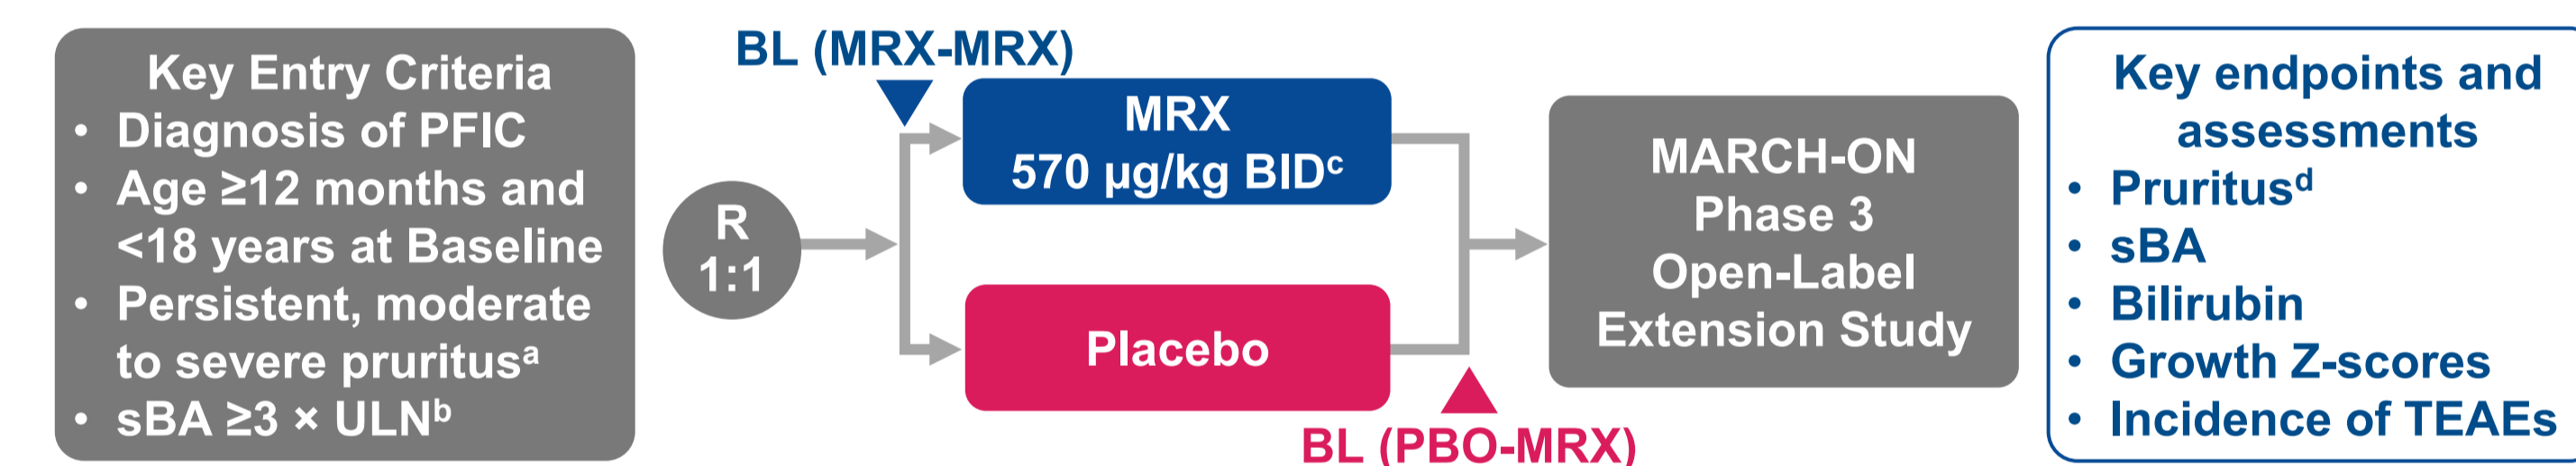 Key Entry Criteria
• Diagnosis of PFIC
• Age ≥12 months and
<18 years at Baseline
• Persistent, moderate
to severe pruritusᵃ
• sBA ≥3 × ULNᵇ
R
1:1
BL (MRX-MRX)
MRX
570 µg/kg BIDᶜ
Placebo
BL (PBO-MRX)
MARCH-ON
Phase 3
Open-Label
Extension Study
Key endpoints and
assessments
• Pruritusᵈ
• sBA
• Bilirubin
• Growth Z-scores
• Incidence of TEAEs